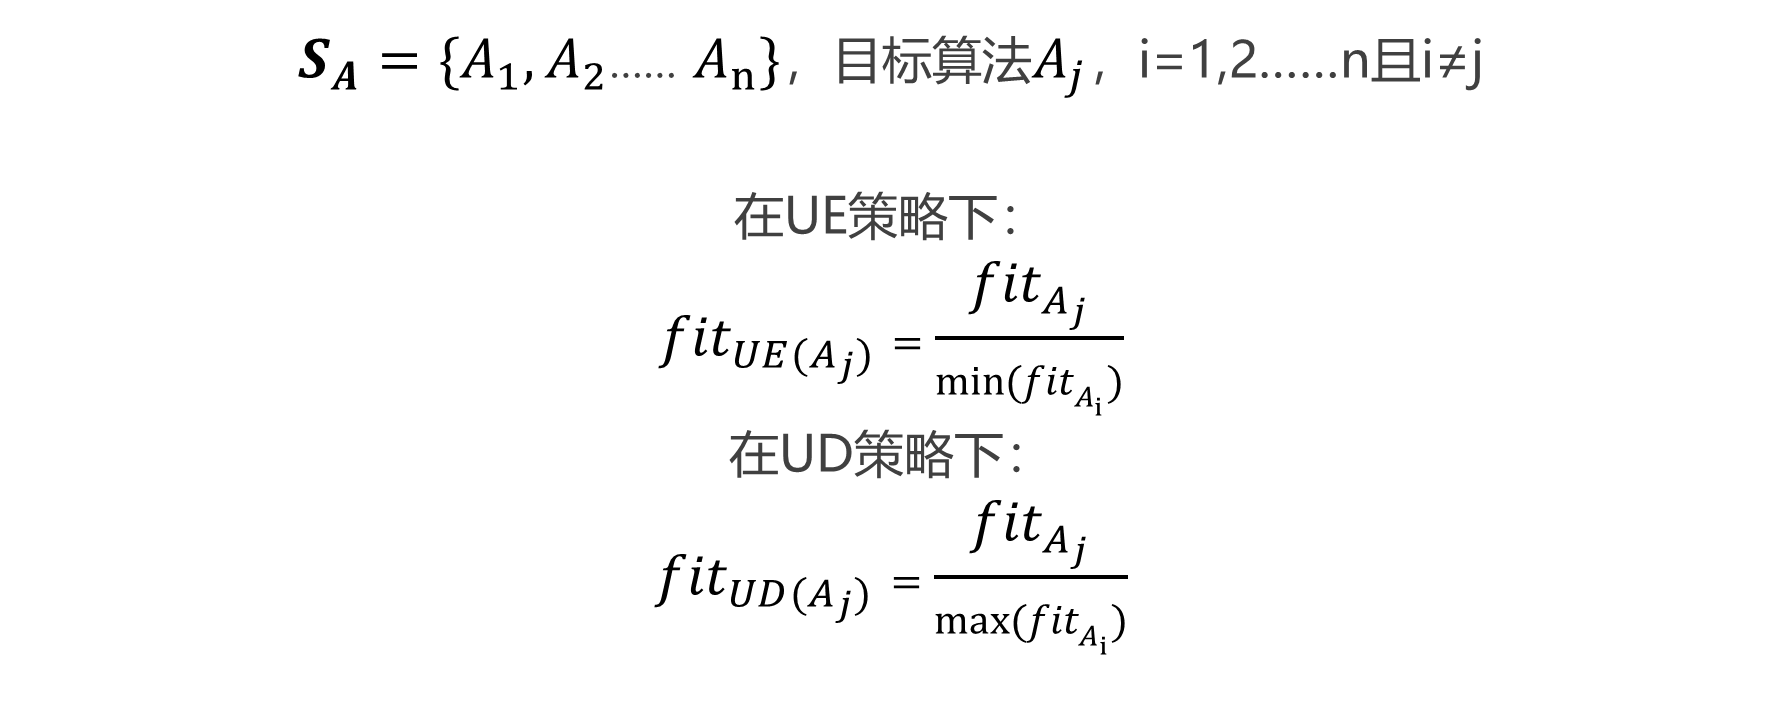 S_A = {A_1, A_2…… A_n}，目标算法A_j，i=1,2……n且i≠j
在UE策略下：
fit_{UE(A_j)} = \frac{fit_{A_j}}{min(fit_{A_i})}
在UD策略下：
fit_{UD(A_j)} = \frac{fit_{A_j}}{max(fit_{A_i})}